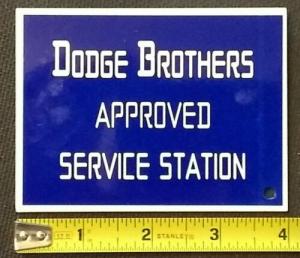 DODGE BROTHERS
APPROVED
SERVICE STATION
1 2 3 4
STANLEY